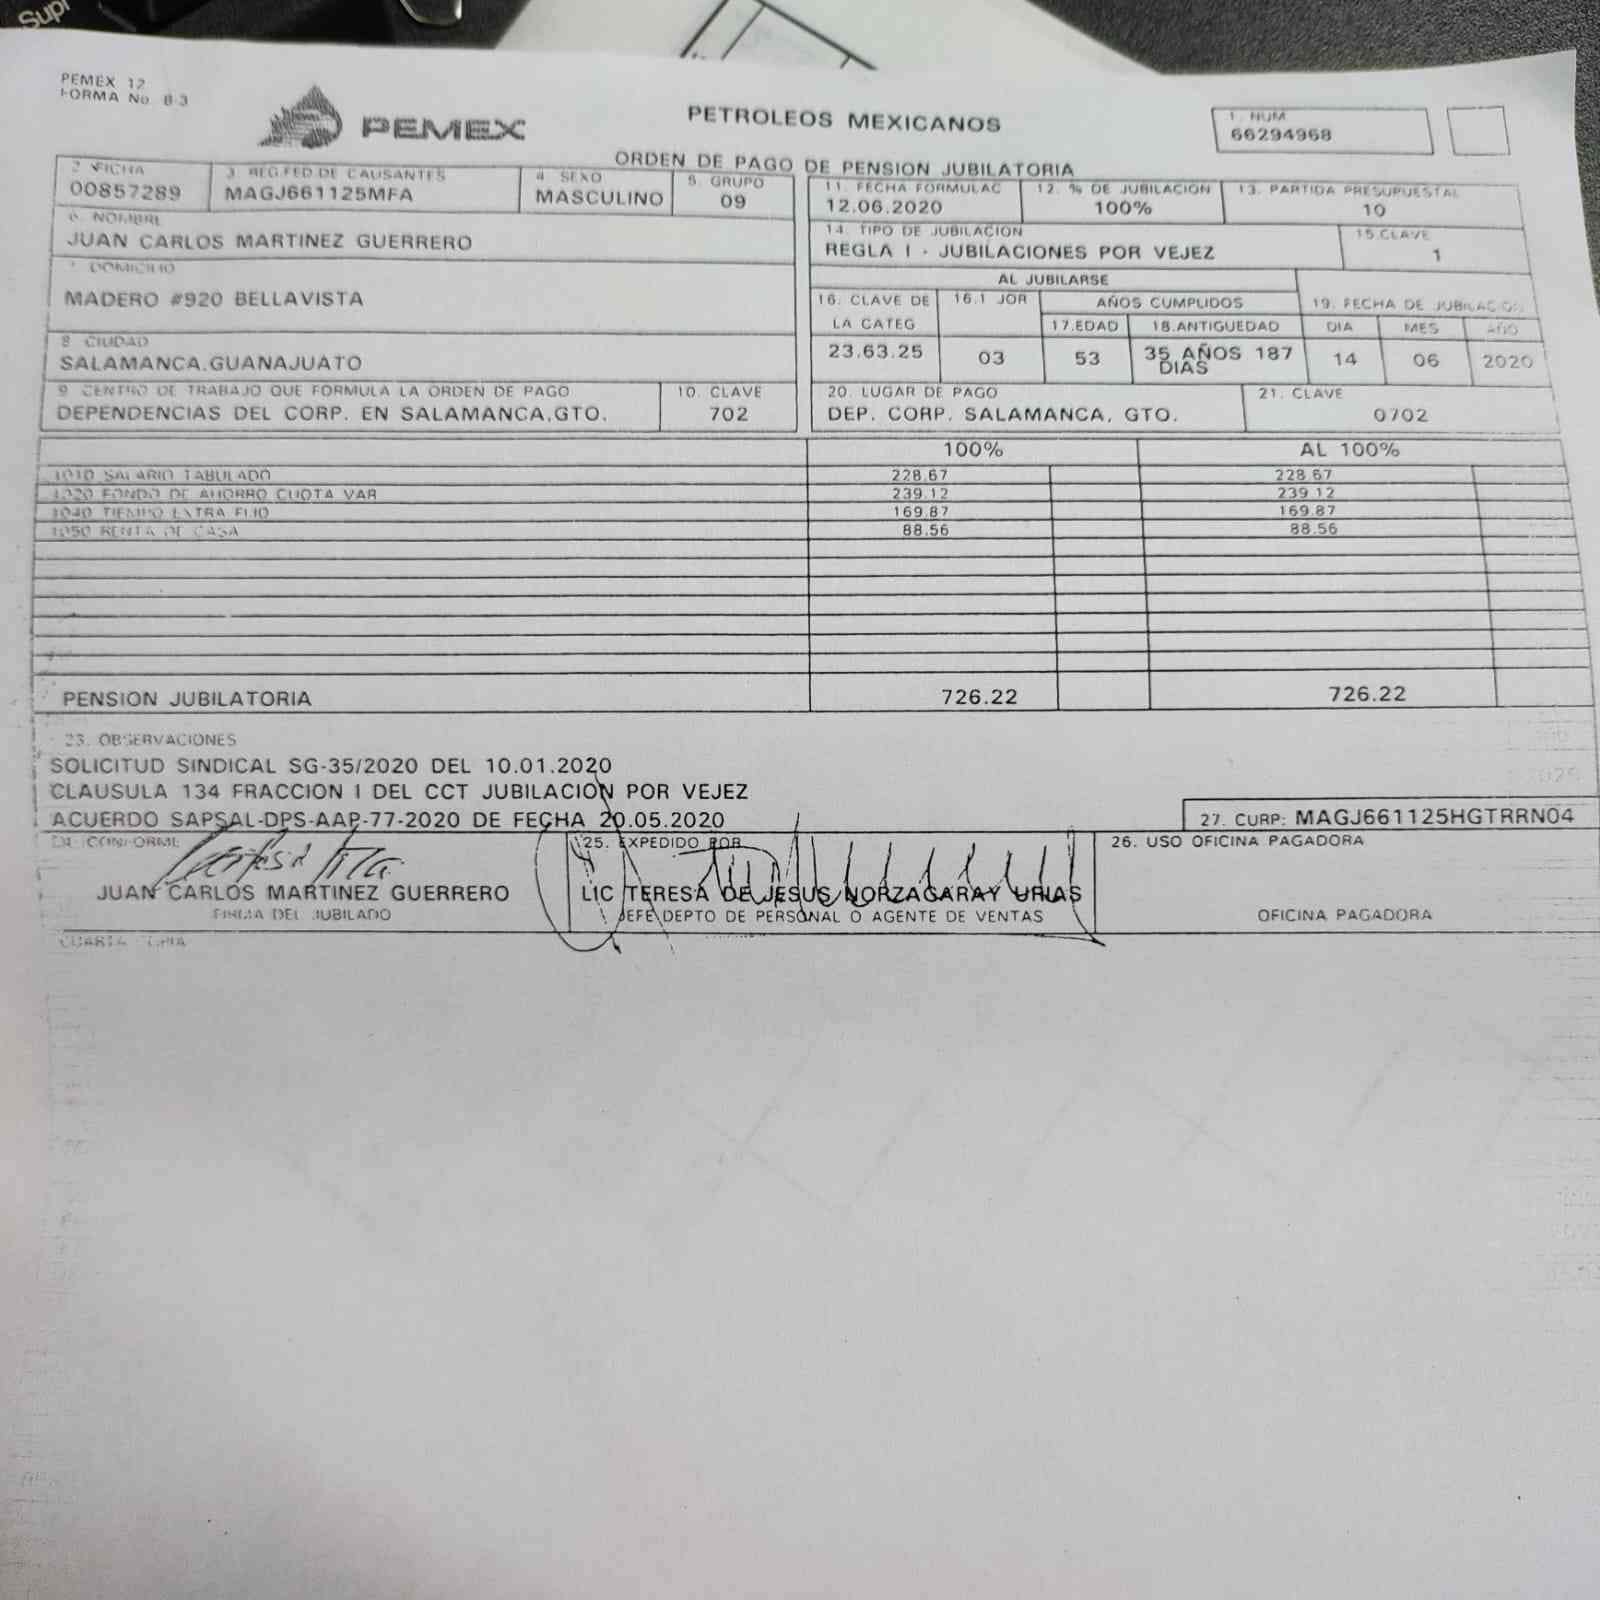 Supr
PEMEX 12
FORMA No. 8-3
PEMEX
PETROLEOS MEXICANOS
1. NUM
66294968
ORDEN DE PAGO DE PENSION JUBILATORIA
2. FICHA
00857289
3. REG.FED.DE CAUSANTES
MAGJ661125MFA
4. SEXO
MASCULINO
5. GRUPO
09
11. FECHA FORMULAC
12.06.2020
12. % DE JUBILACION
100%
13. PARTIDA PRESUPUESTAL
10
6. NOMBRE
JUAN CARLOS MARTINEZ GUERRERO
14. TIPO DE JUBILACION
REGLA I - JUBILACIONES POR VEJEZ
15.CLAVE
1
7. DOMICILIO
MADERO #920 BELLAVISTA
AL JUBILARSE
16. CLAVE DE LA CATEG
23.63.25
16.1 JOR
03
AÑOS CUMPLIDOS
17.EDAD
53
18.ANTIGUEDAD
35 AÑOS 187 DIAS
19. FECHA DE JUBILACION
DIA MES AÑO
14 06 2020
8. CIUDAD
SALAMANCA.GUANAJUATO
9. CENTRO DE TRABAJO QUE FORMULA LA ORDEN DE PAGO
DEPENDENCIAS DEL CORP. EN SALAMANCA,GTO.
10. CLAVE
702
20. LUGAR DE PAGO
DEP. CORP. SALAMANCA, GTO.
21. CLAVE
0702
100% AL 100%
1010 SALARIO TABULADO 228.67 228.67
1020 FONDO DE AHORRO CUOTA VAR 239.12 239.12
1040 TIEMPO EXTRA FIJO 169.87 169.87
1050 RENTA DE CASA 88.56 88.56
PENSION JUBILATORIA 726.22 726.22
23. OBSERVACIONES
SOLICITUD SINDICAL SG-35/2020 DEL 10.01.2020
CLAUSULA 134 FRACCION I DEL CCT JUBILACION POR VEJEZ
ACUERDO SAPSAL-DPS-AAP-77-2020 DE FECHA 20.05.2020
27. CURP: MAGJ661125HGTRRN04
24. CONFORME
JUAN CARLOS MARTINEZ GUERRERO
FIRMA DEL JUBILADO
25. EXPEDIDO POR
LIC TERESA DE JESUS NORZAGARAY URIAS
JEFE DEPTO DE PERSONAL O AGENTE DE VENTAS
26. USO OFICINA PAGADORA
OFICINA PAGADORA
CUARTA COPIA